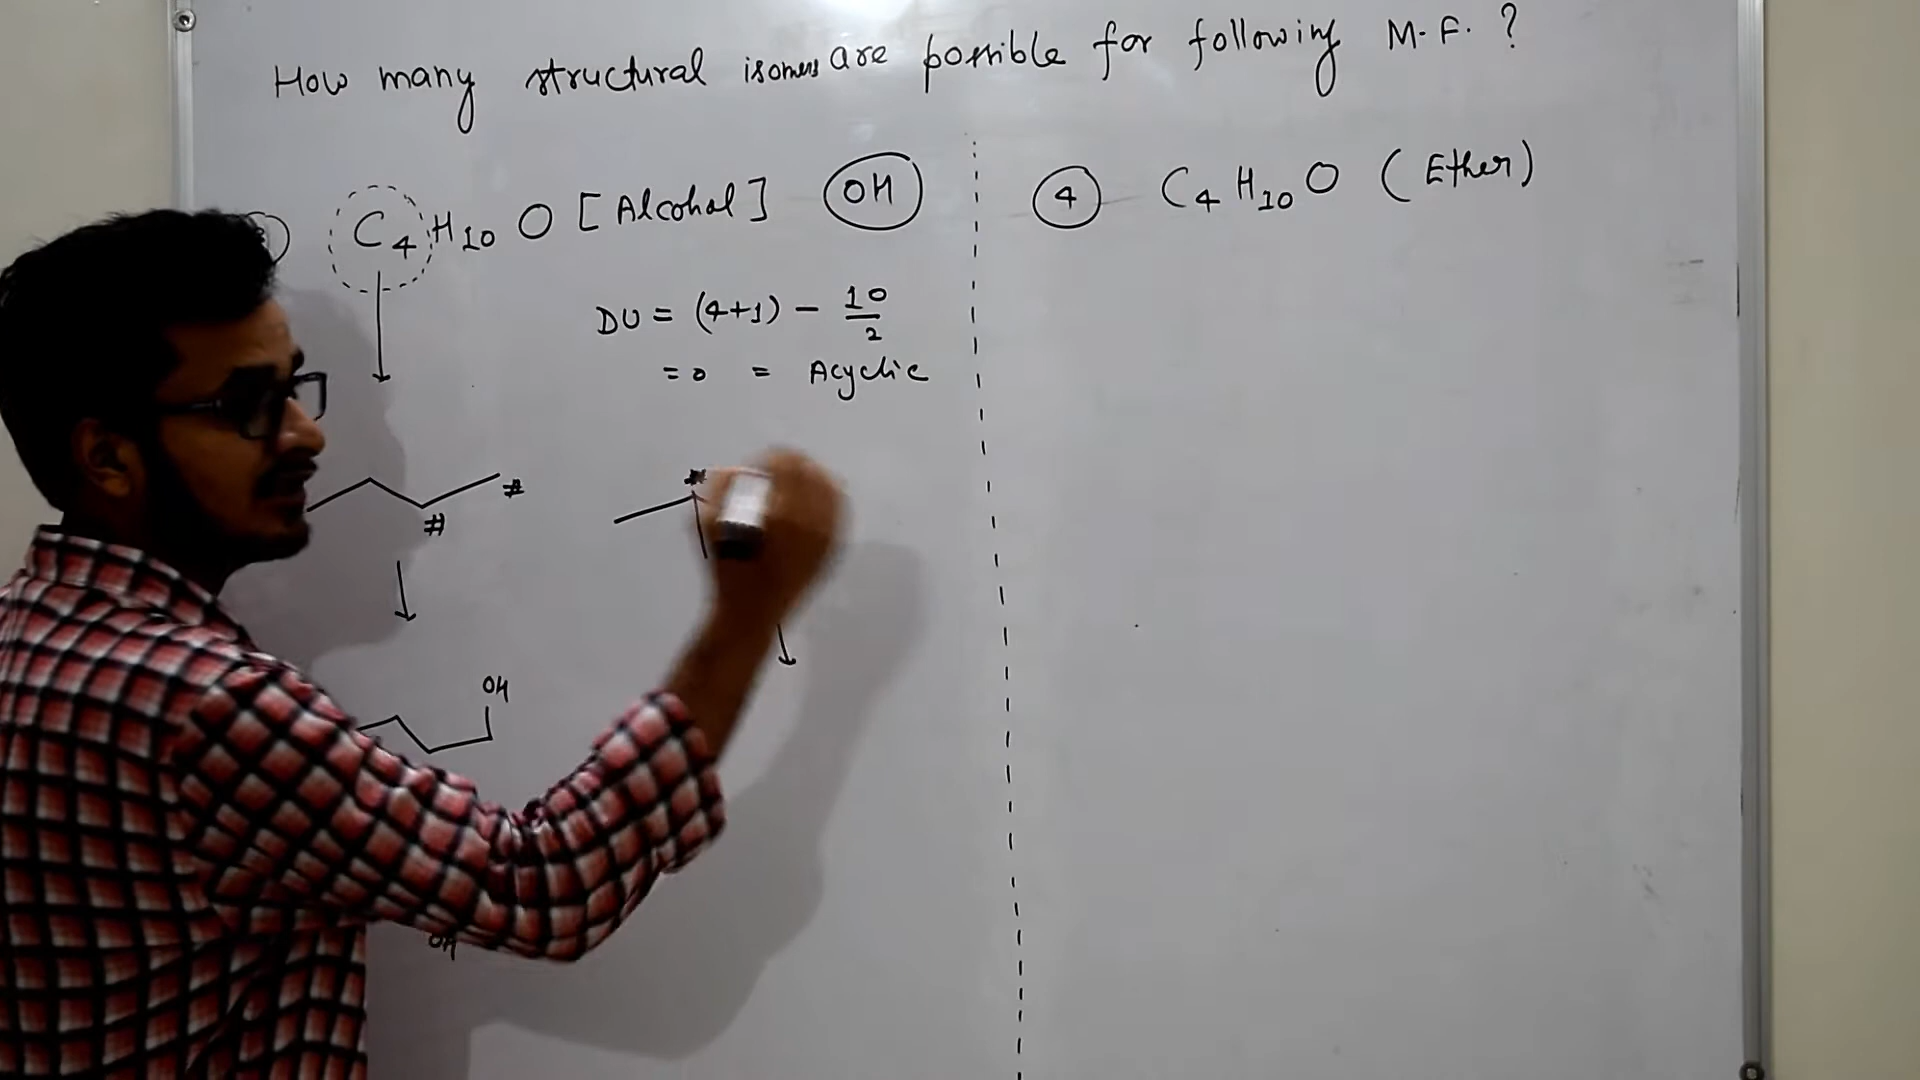 How many structural isomers are possible for following M.F. ?
C4H10O [Alcohol] OH
DU = (4+1) - 10/2
= 0 = Acyclic
#
#
OH
OH
4 C4H10O (Ether)